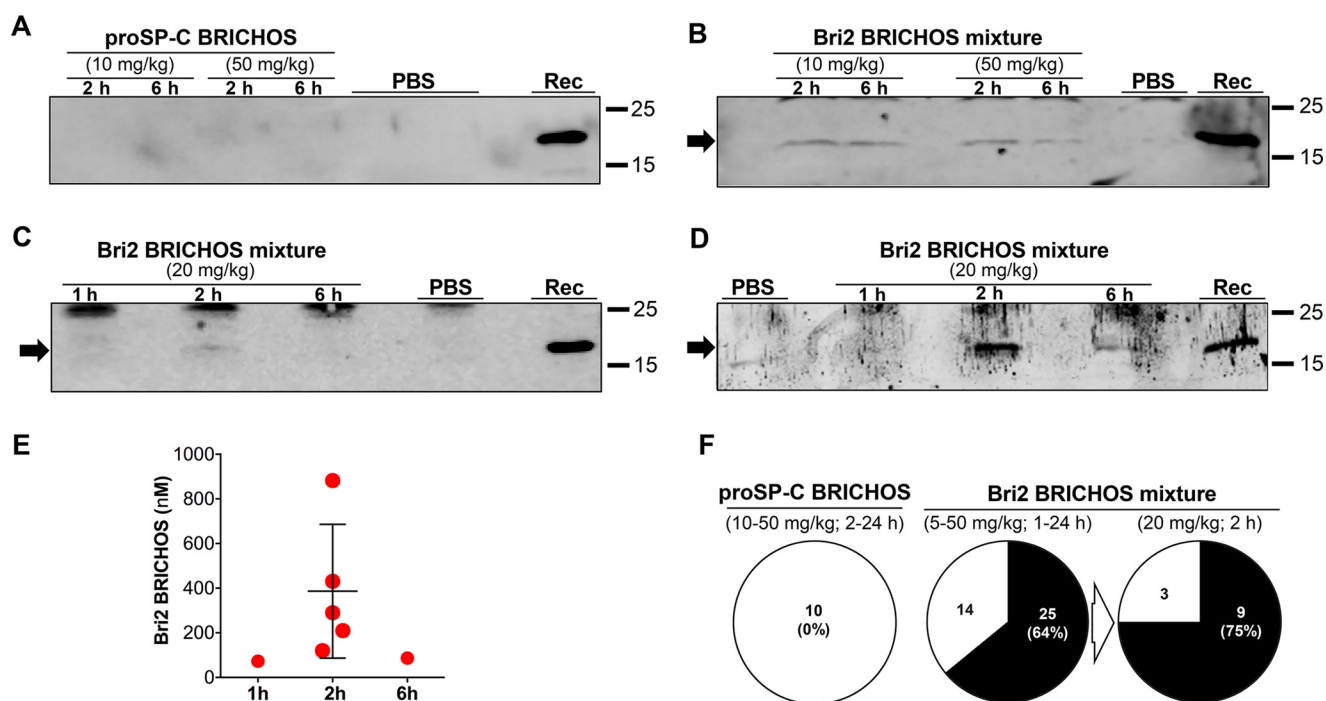 A
proSP-C BRICHOS
(10 mg/kg) (50 mg/kg)
2 h 6 h 2 h 6 h PBS Rec
25
15
B
Bri2 BRICHOS mixture
(10 mg/kg) (50 mg/kg)
2 h 6 h 2 h 6 h PBS Rec
25
15
C
Bri2 BRICHOS mixture
(20 mg/kg)
1 h 2 h 6 h PBS Rec
25
15
D
Bri2 BRICHOS mixture
(20 mg/kg)
PBS 1 h 2 h 6 h Rec
25
15
E
Bri2 BRICHOS (nM)
1000
800
600
400
200
0
1h 2h 6h
F
proSP-C BRICHOS Bri2 BRICHOS mixture
(10-50 mg/kg; 2-24 h) (5-50 mg/kg; 1-24 h) (20 mg/kg; 2 h)
10
(0%)
14
25
(64%)
3
9
(75%)